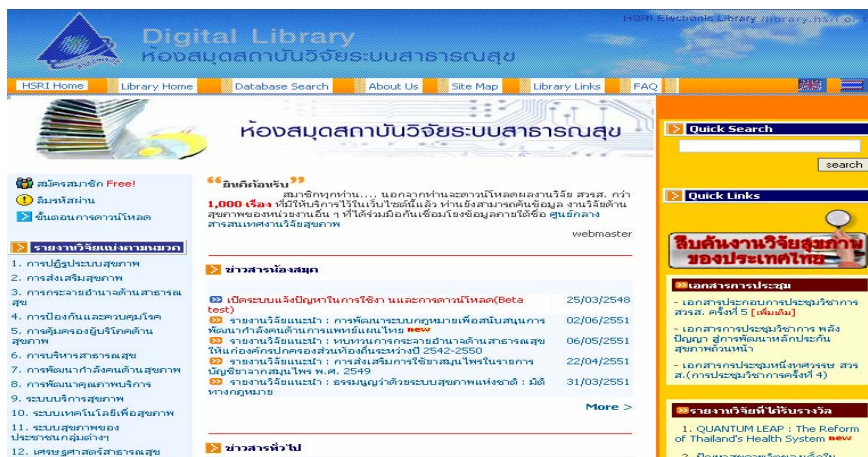 HSRI Electronic Library (library.hsri.or
Digital Library
ห้องสมุดสถาบันวิจัยระบบสาธารณสุข
HSRI Home Library Home Database Search About Us Site Map Library Links FAQ
ห้องสมุดสถาบันวิจัยระบบสาธารณสุข
สมัครสมาชิก Free!
ลืมรหัสผ่าน
ขั้นตอนการดาวน์โหลด
รายงานวิจัยแบ่งตามหมวด
1. การปฏิรูประบบสุขภาพ
2. การส่งเสริมสุขภาพ
3. การกระจายอำนาจด้านสาธารณ
สุข
4. การป้องกันและควบคุมโรค
5. การคุ้มครองผู้บริโภคด้าน
สุขภาพ
6. การบริหารสาธารณสุข
7. การพัฒนากำลังคนด้านสุขภาพ
8. การพัฒนาคุณภาพบริการ
9. ระบบบริการสุขภาพ
10. ระบบเทคโนโลยีเพื่อสุขภาพ
11. ระบบสุขภาพของ
ประชาชนกลุ่มต่างๆ
12. เศรษฐศาสตร์สาธารณสุข
ยินดีต้อนรับ
สมาชิกทุกท่าน.... นอกจากท่านจะดาวน์โหลดผลงานวิจัย สวรส. กว่า
1,000 เรื่อง ที่มีให้บริการไว้ในเว็บไซต์นี้แล้ว ท่านยังสามารถค้นข้อมูล งานวิจัยด้าน
สุขภาพของหน่วยงานอื่น ๆ ที่ได้ร่วมมือกันเชื่อมโยงข้อมูลภายใต้ชื่อ ศูนย์กลาง
สารสนเทศงานวิจัยสุขภาพ
webmaster
ข่าวสารห้องสมุด
เปิดระบบแจ้งปัญหาในการใช้งานและการดาวน์โหลด(Beta 25/03/2548
test)
รายงานวิจัยแนะนำ : การพัฒนาระบบกฎหมายเพื่อสนับสนุนการ 02/06/2551
พัฒนากำลังคนด้านการแพทย์แผนไทย new
รายงานวิจัยแนะนำ : ทบทวนการกระจายอำนาจด้านสาธารณสุข 06/05/2551
ให้แก่องค์กรปกครองส่วนท้องถิ่นระหว่างปี 2542-2550
รายงานวิจัยแนะนำ : การส่งเสริมการใช้ยาสมุนไพรในรายการ 22/04/2551
บัญชียาจากสมุนไพร พ.ศ. 2549
รายงานวิจัยแนะนำ : ธรรมนูญว่าด้วยระบบสุขภาพแห่งชาติ : มิติ 31/03/2551
ทางกฎหมาย
More >
ข่าวสารทั่วไป
Quick Search
search
Quick Links
สืบค้นงานวิจัยสุขภาพ
ของประเทศไทย
เอกสารการประชุม
- เอกสารประกอบการประชุมวิชาการ
สวรส. ครั้งที่ 5 [เพิ่มเติม]
- เอกสารการประชุมวิชาการ พลัง
ปัญญา สู่การพัฒนาหลักประกัน
สุขภาพถ้วนหน้า
- เอกสารการประชุมหนึ่งทศวรรษ สวร
ส.(การประชุมวิชาการครั้งที่ 4)
รายงานวิจัยที่ได้รับรางวัล
1. QUANTUM LEAP : The Reform
of Thailand's Health System new